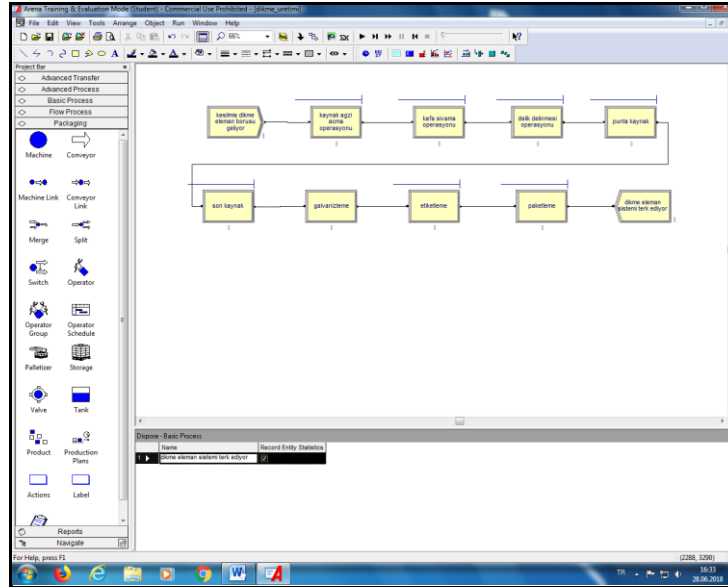 Arena Training & Evaluation Mode (Student) - Commercial Use Prohibited - [dikme_uretimi]
File Edit View Tools Arrange Object Run Window Help
66%
Project Bar
Advanced Transfer
Advanced Process
Basic Process
Flow Process
Packaging
Machine Conveyor
Machine Link Conveyor
Link
Merge Split
Switch Operator
Operator Operator
Group Schedule
Palletizer Storage
Valve Tank
Product Production
Plans
Actions Label
Reports
Navigate
kesilmis dikme
eleman borusu
geliyor
kaynak agzi
acma
operasyonu
kafa sivama
operasyonu
delik delinmesi
operasyonu
punta kaynak
son kaynak
galvanizleme
etiketleme
paketleme
dikme eleman
sistemi terk ediyor
Dispose - Basic Process
Name Record Entity Statistics
1 dikme eleman sistemi terk ediyor
For Help, press F1
(2288, 3290)
TR
16:33